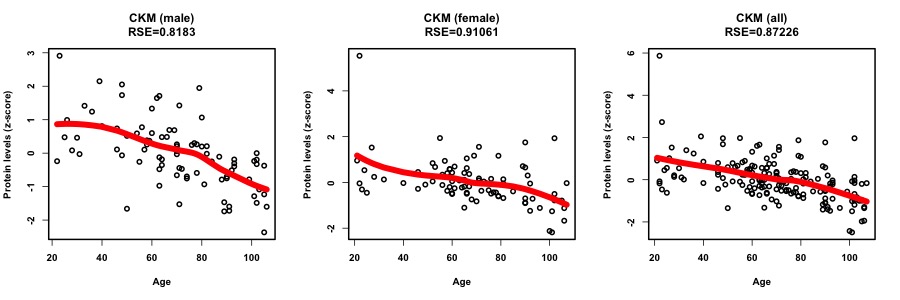 CKM (male)
RSE=0.8183
Protein levels (z-score)
3
2
1
0
-1
-2
20
40
60
80
100
Age
CKM (female)
RSE=0.91061
Protein levels (z-score)
4
2
0
-2
20
40
60
80
100
Age
CKM (all)
RSE=0.87226
Protein levels (z-score)
6
4
2
0
-2
20
40
60
80
100
Age